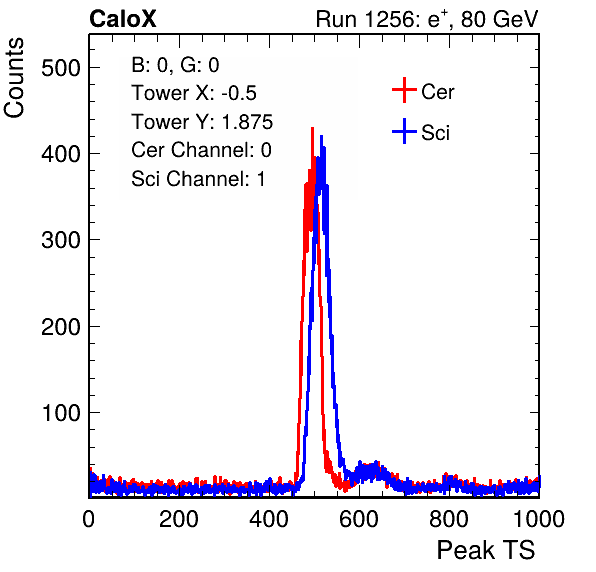 CaloX Run 1256: e⁺, 80 GeV
Counts
500
400
300
200
100
B: 0, G: 0
Tower X: -0.5
Tower Y: 1.875
Cer Channel: 0
Sci Channel: 1
Cer
Sci
0 200 400 600 800 1000
Peak TS